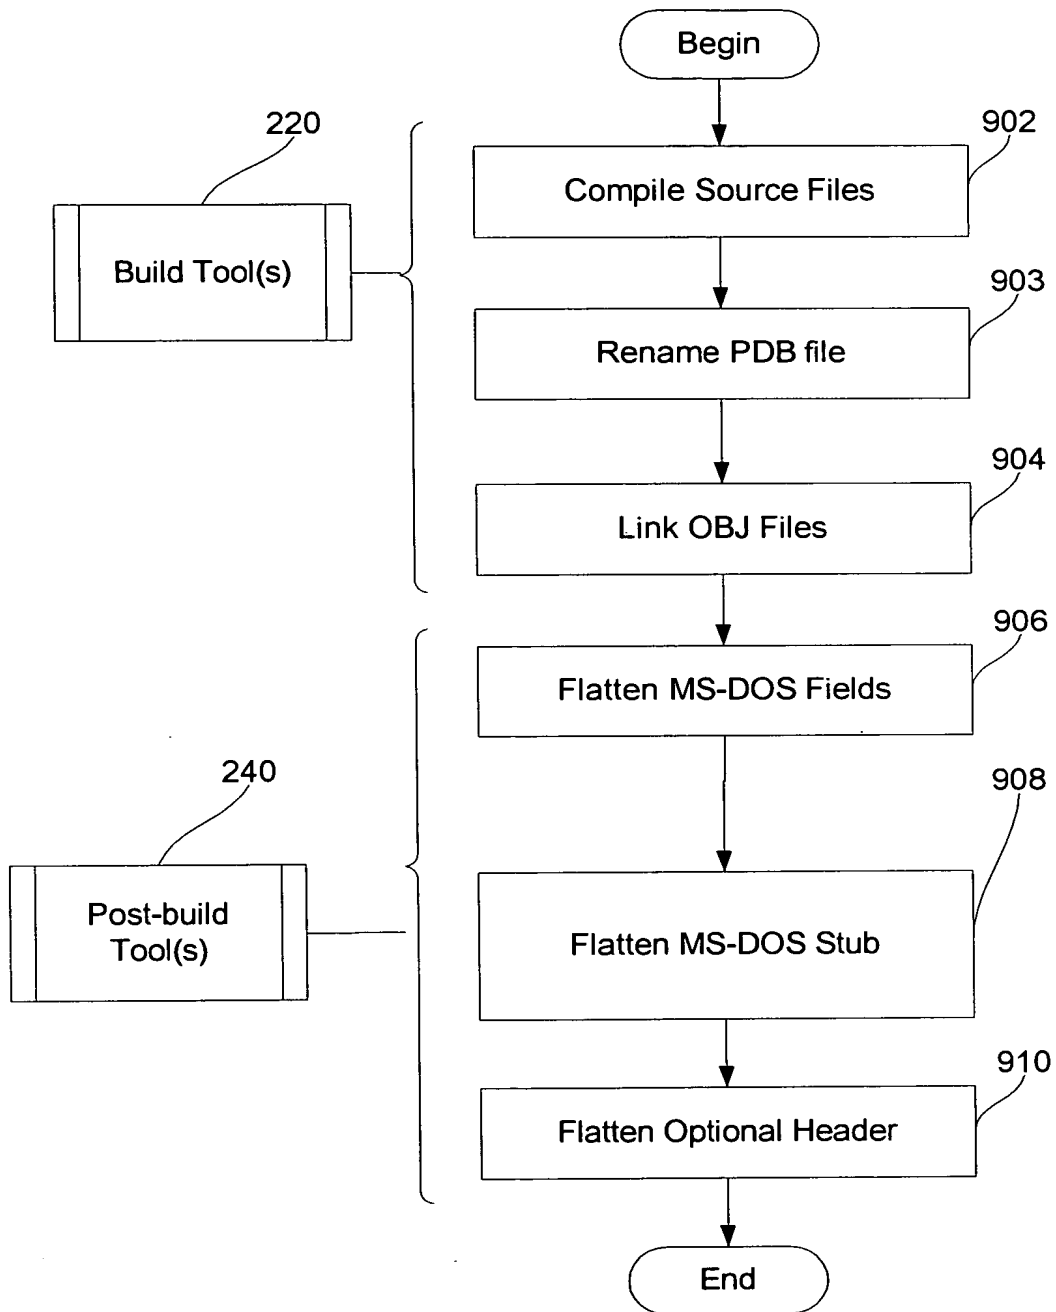 Begin
220
902
Compile Source Files
Build Tool(s)
903
Rename PDB file
904
Link OBJ Files
906
Flatten MS-DOS Fields
240
908
Post-build
Tool(s)
Flatten MS-DOS Stub
910
Flatten Optional Header
End